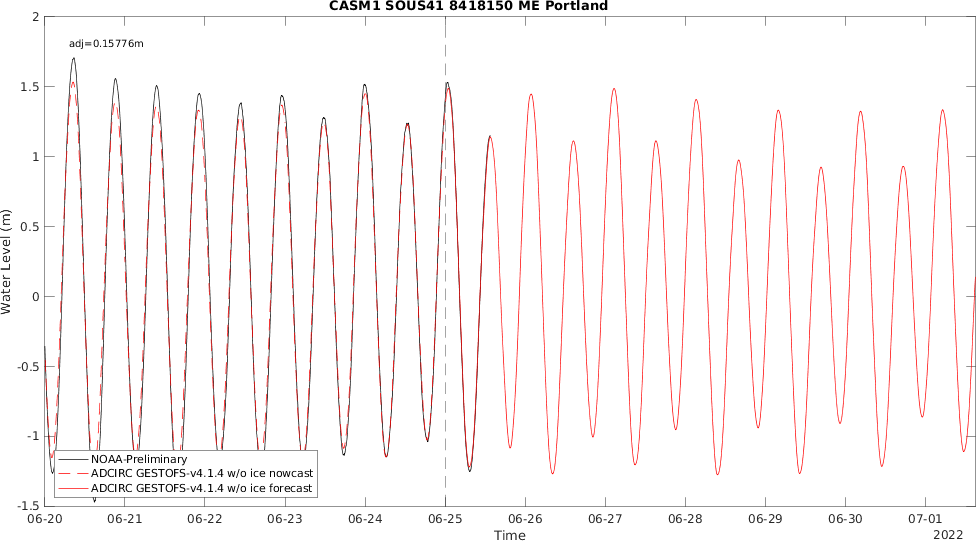 CASM1 SOUS41 8418150 ME Portland
2
adj=0.15776m
1.5
1
0.5
0
-0.5
-1
-1.5
Water Level (m)
NOAA-Preliminary
ADCIRC GESTOFS-v4.1.4 w/o ice nowcast
ADCIRC GESTOFS-v4.1.4 w/o ice forecast
06-20 06-21 06-22 06-23 06-24 06-25 06-26 06-27 06-28 06-29 06-30 07-01
Time
2022